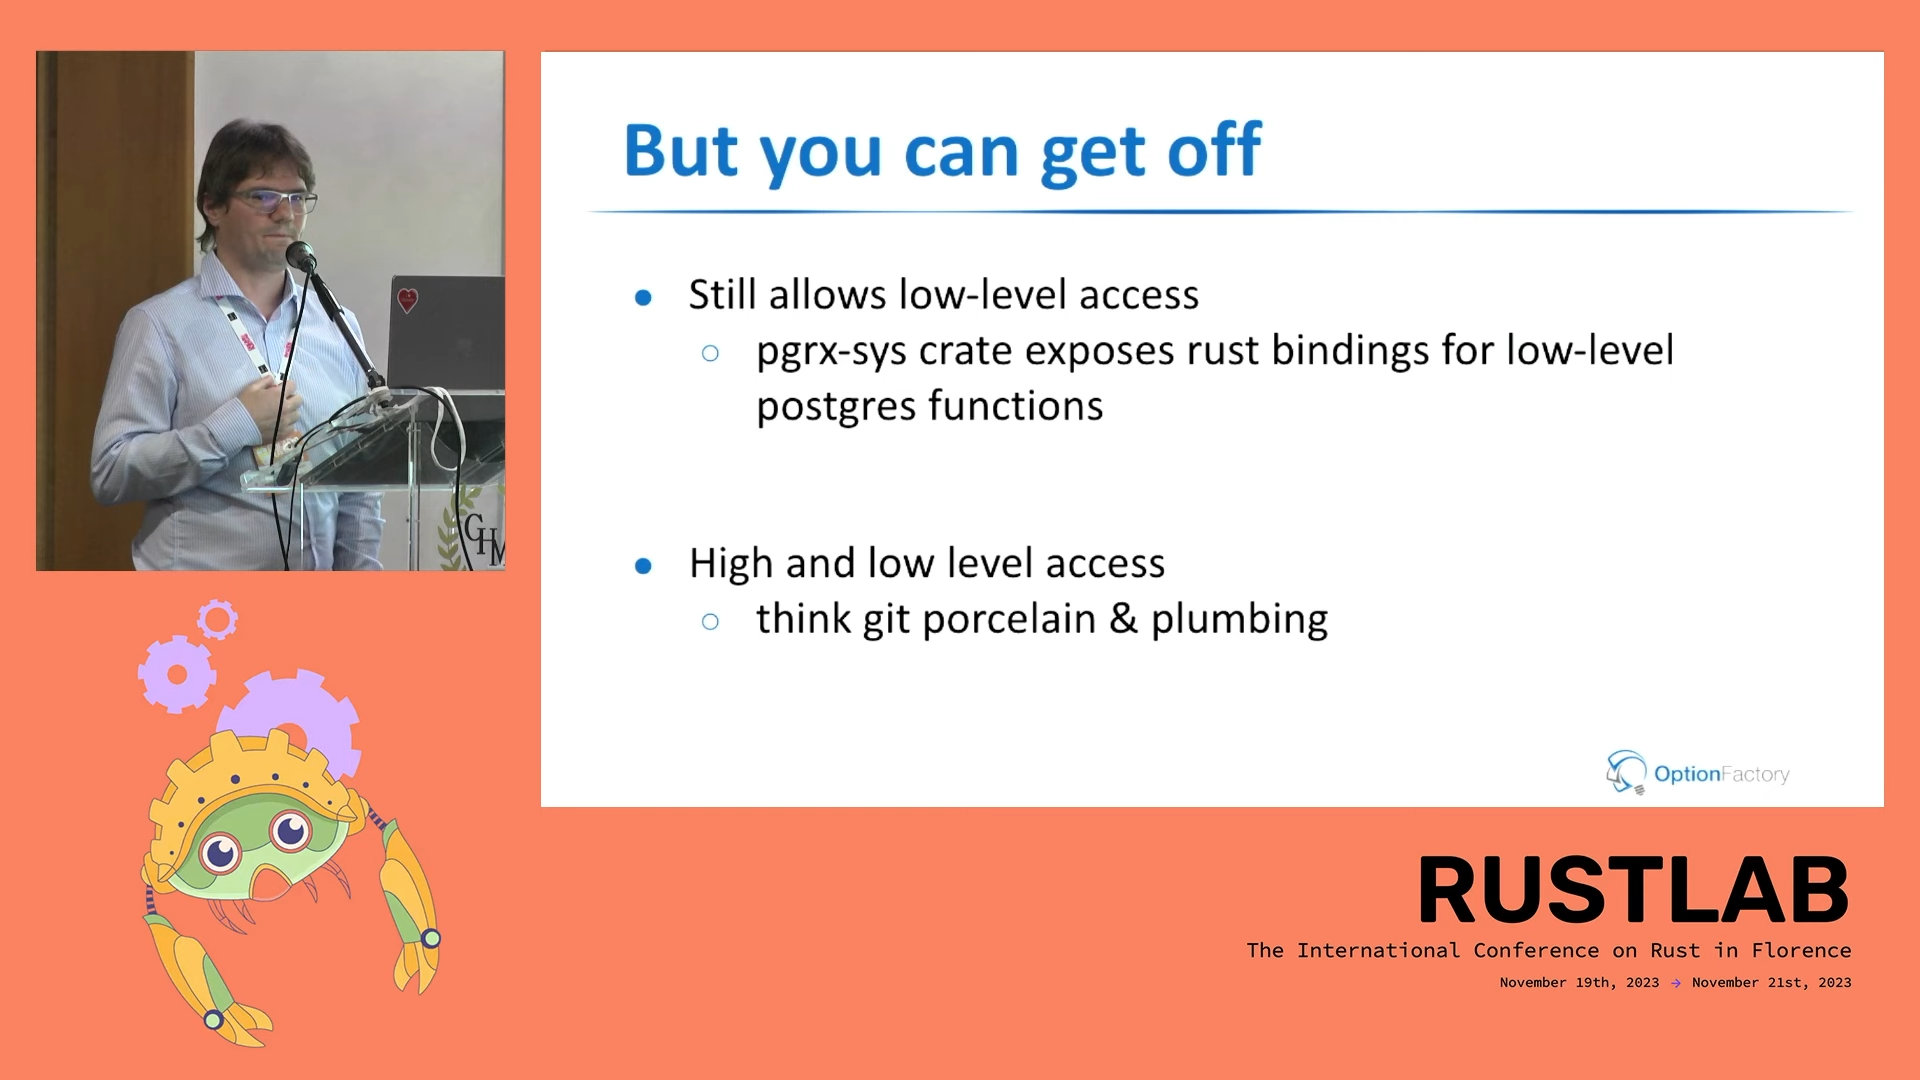 But you can get off
Still allows low-level access
pgrx-sys crate exposes rust bindings for low-level
postgres functions
High and low level access
think git porcelain & plumbing
OptionFactory
GHM
RUSTLAB
The International Conference on Rust in Florence
November 19th, 2023 → November 21st, 2023